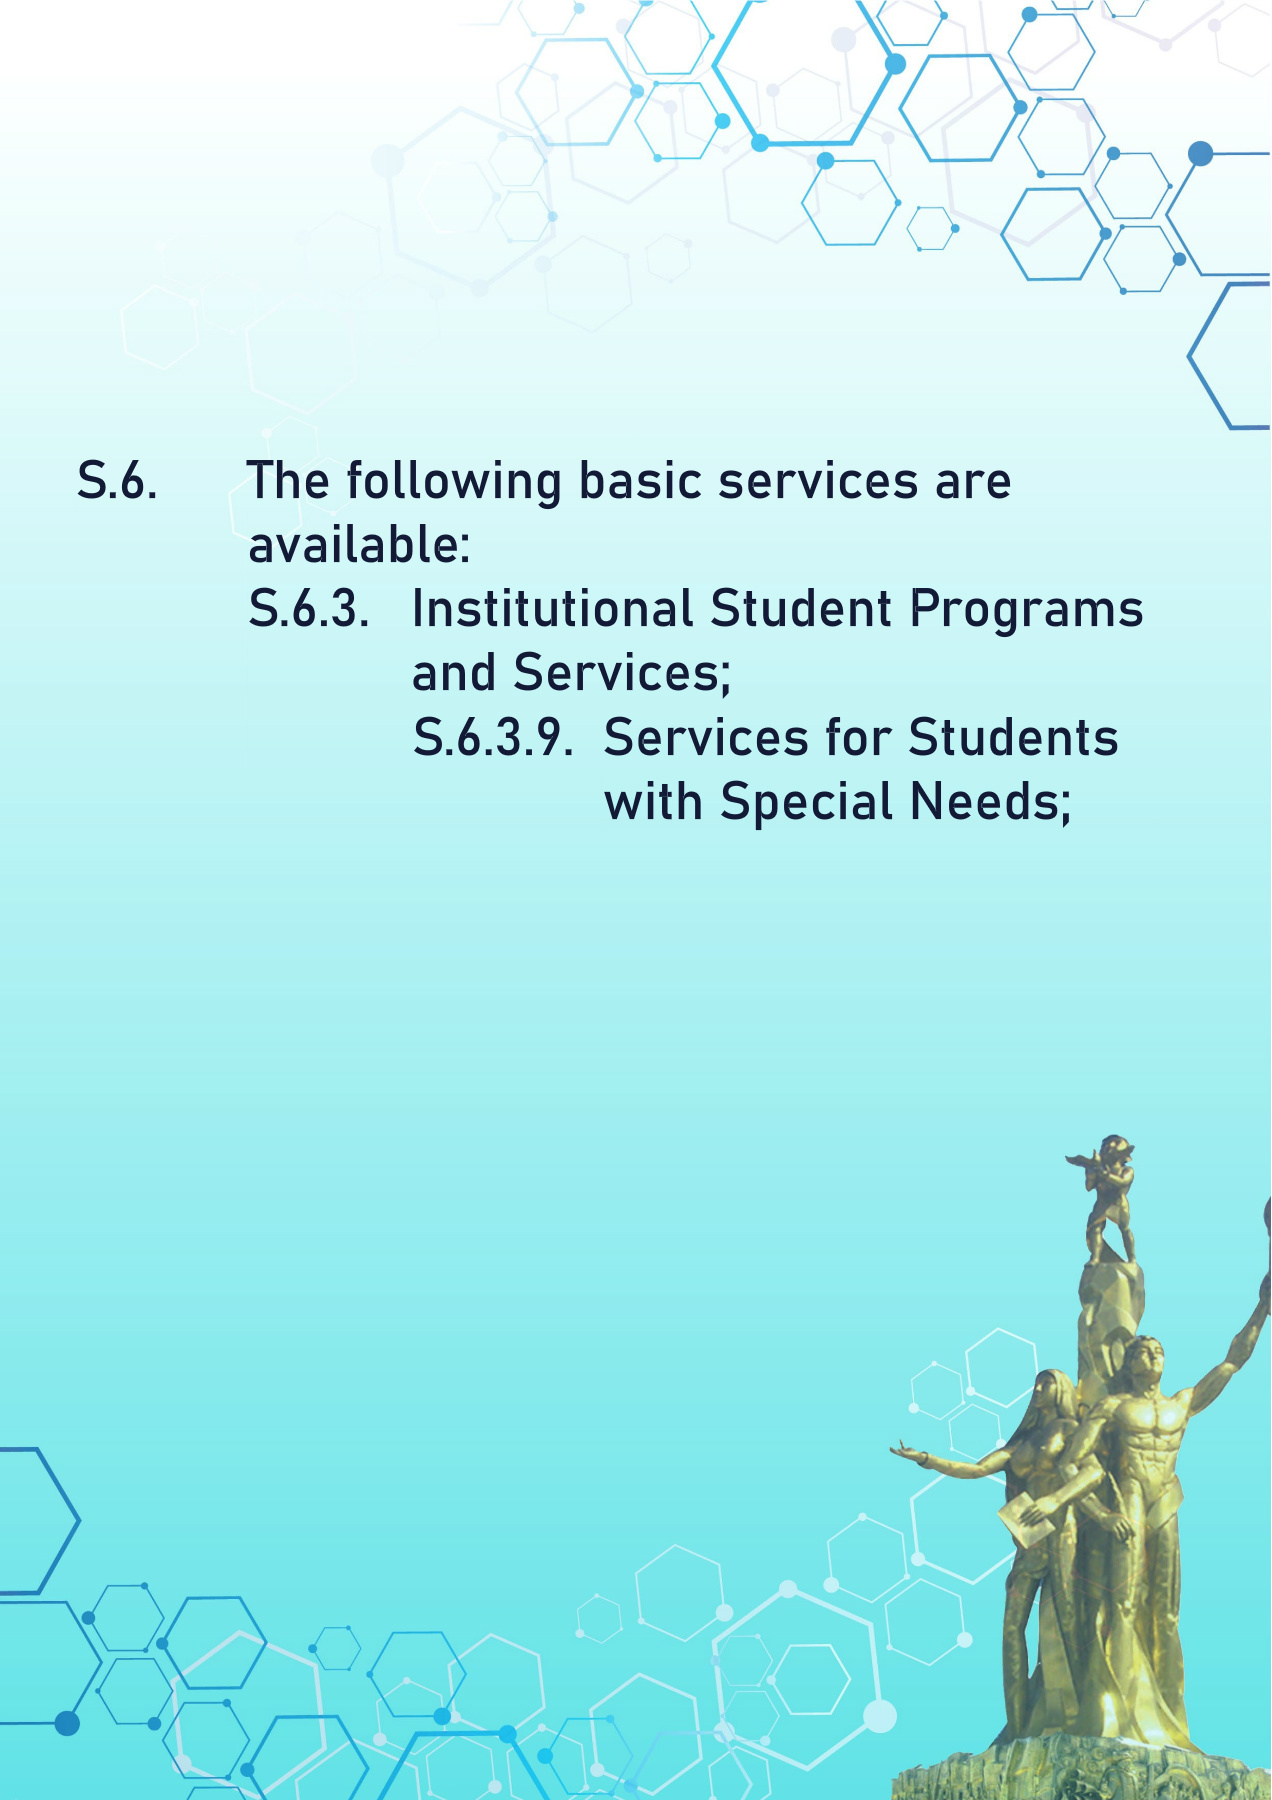 S.6. The following basic services are
available:
S.6.3. Institutional Student Programs
and Services;
S.6.3.9. Services for Students
with Special Needs;